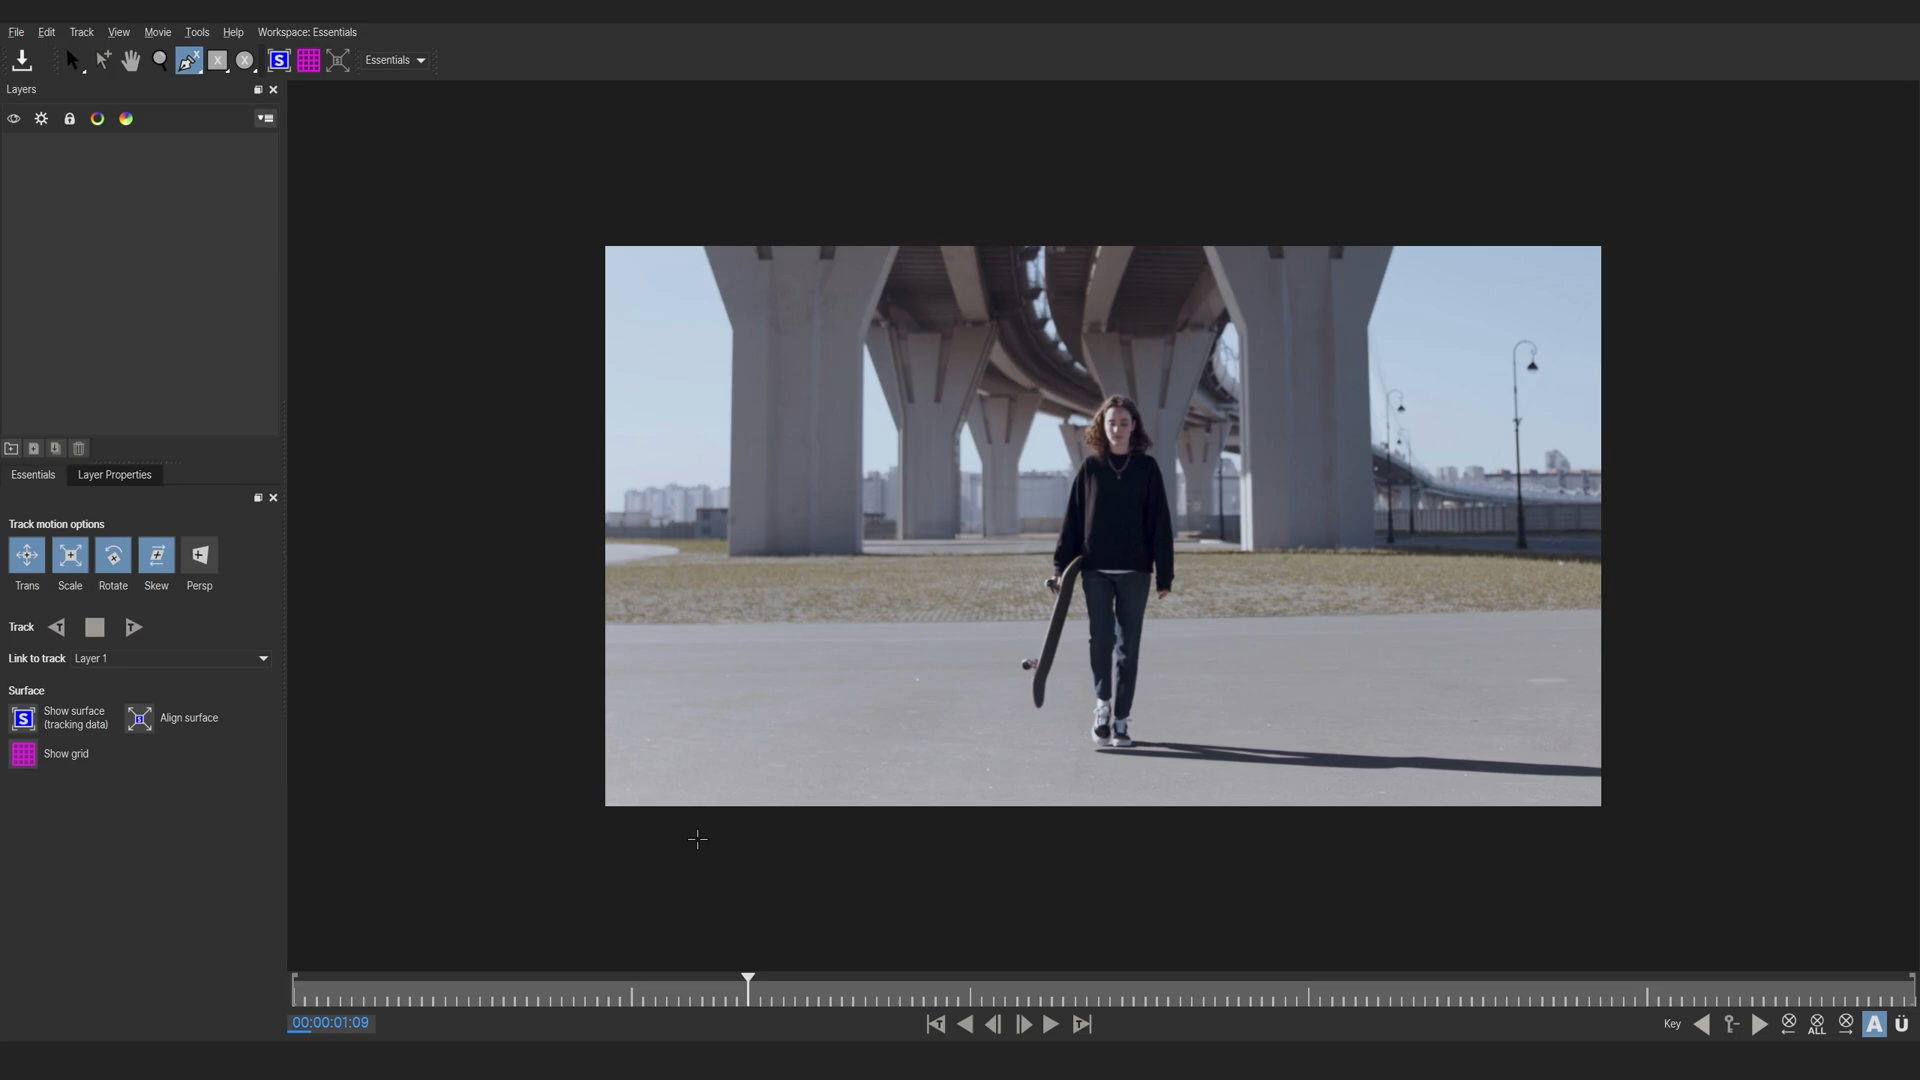 File Edit Track View Movie Tools Help Workspace: Essentials
X X S Essentials
Layers
Essentials Layer Properties
Track motion options
Trans Scale Rotate Skew Persp
Track T T
Link to track Layer 1
Surface
S Show surface
(tracking data)
S Align surface
Show grid
00:00:01:09
T T
Key ALL A Ü